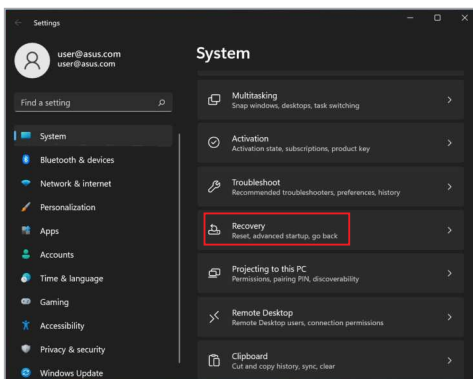 Settings
user@asus.com
user@asus.com
Find a setting
System
Bluetooth & devices
Network & internet
Personalization
Apps
Accounts
Time & language
Gaming
Accessibility
Privacy & security
Windows Update
System
Multitasking
Snap windows, desktops, task switching
Activation
Activation state, subscriptions, product key
Troubleshoot
Recommended troubleshooters, preferences, history
Recovery
Reset, advanced startup, go back
Projecting to this PC
Permissions, pairing PIN, discoverability
Remote Desktop
Remote Desktop users, connection permissions
Clipboard
Cut and copy history, sync, clear